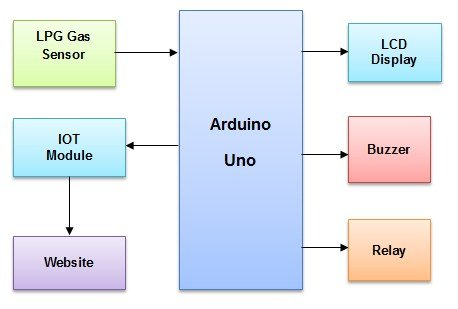 LPG Gas
Sensor
LCD
Display
Arduino
Uno
IOT
Module
Buzzer
Website
Relay